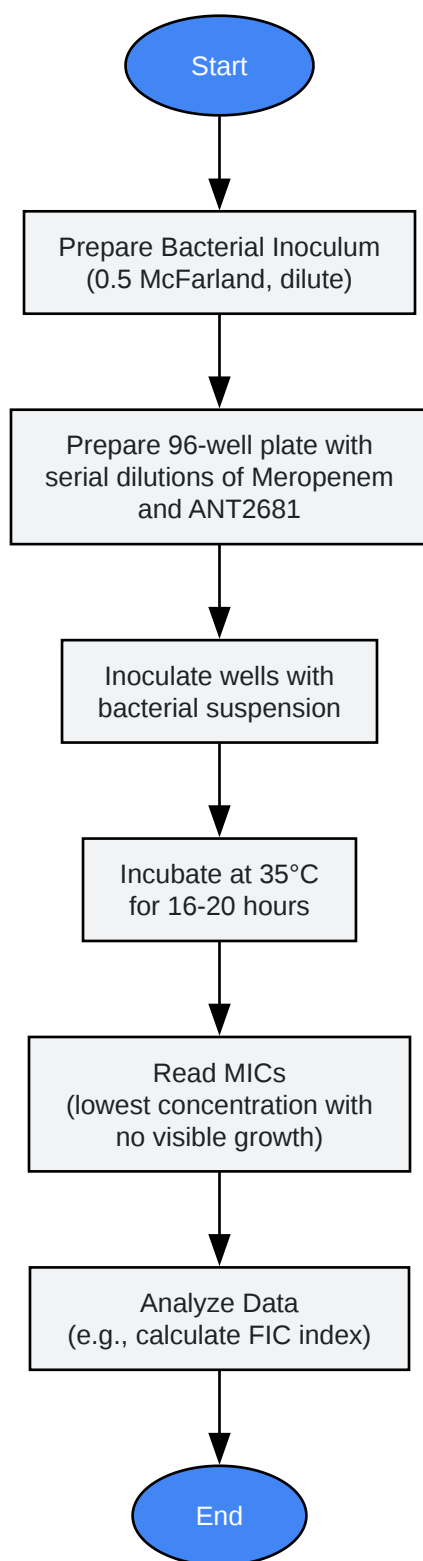 Start
Prepare Bacterial Inoculum
(0.5 McFarland, dilute)
Prepare 96-well plate with
serial dilutions of Meropenem
and ANT2681
Inoculate wells with
bacterial suspension
Incubate at 35°C
for 16-20 hours
Read MICs
(lowest concentration with
no visible growth)
Analyze Data
(e.g., calculate FIC index)
End